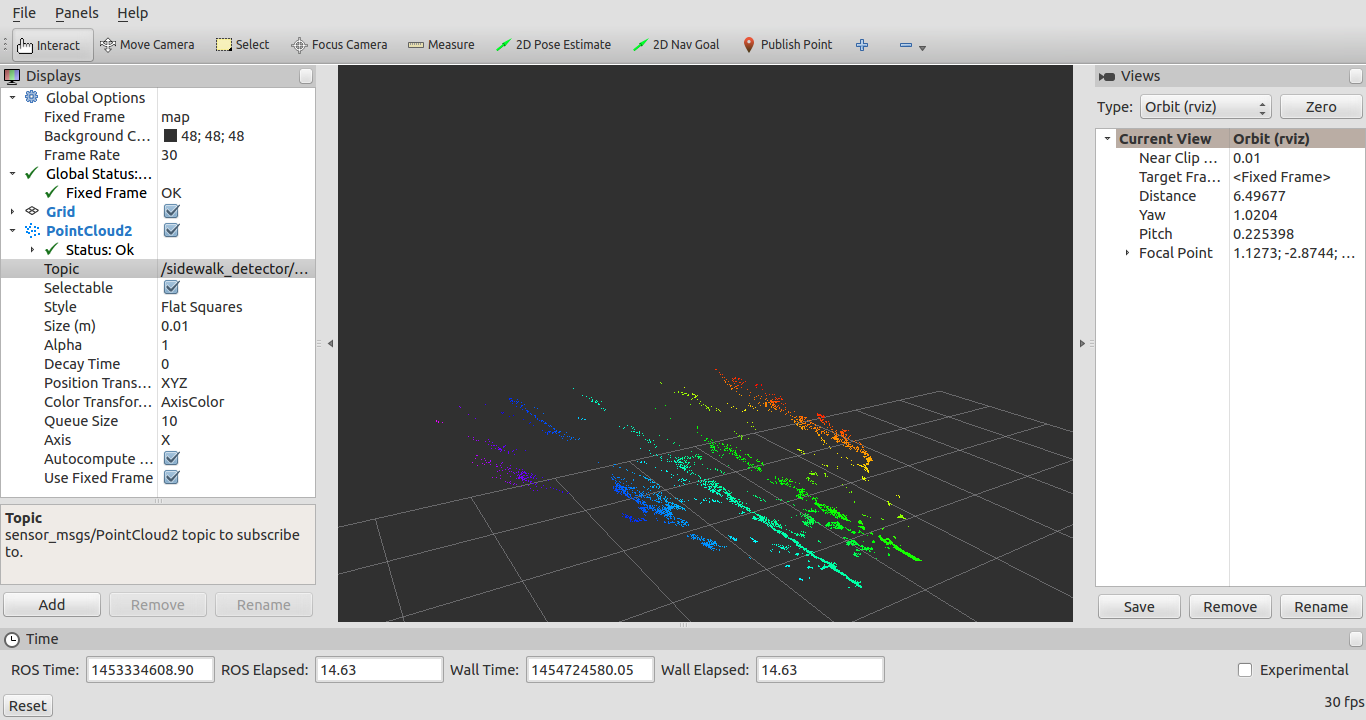 File Panels Help
Interact Move Camera Select Focus Camera Measure 2D Pose Estimate 2D Nav Goal Publish Point
Displays
Global Options
Fixed Frame map
Background C... 48; 48; 48
Frame Rate 30
Global Status:...
Fixed Frame OK
Grid
PointCloud2
Status: Ok
Topic /sidewalk_detector/...
Selectable
Style Flat Squares
Size (m) 0.01
Alpha 1
Decay Time 0
Position Trans... XYZ
Color Transfor... AxisColor
Queue Size 10
Axis X
Autocompute ...
Use Fixed Frame
Topic
sensor_msgs/PointCloud2 topic to subscribe
to.
Add Remove Rename
Views
Type: Orbit (rviz) Zero
Current View Orbit (rviz)
Near Clip ... 0.01
Target Fra... <Fixed Frame>
Distance 6.49677
Yaw 1.0204
Pitch 0.225398
Focal Point 1.1273; -2.8744; ...
Save Remove Rename
Time
ROS Time: 1453334608.90 ROS Elapsed: 14.63 Wall Time: 1454724580.05 Wall Elapsed: 14.63 Experimental
Reset 30 fps